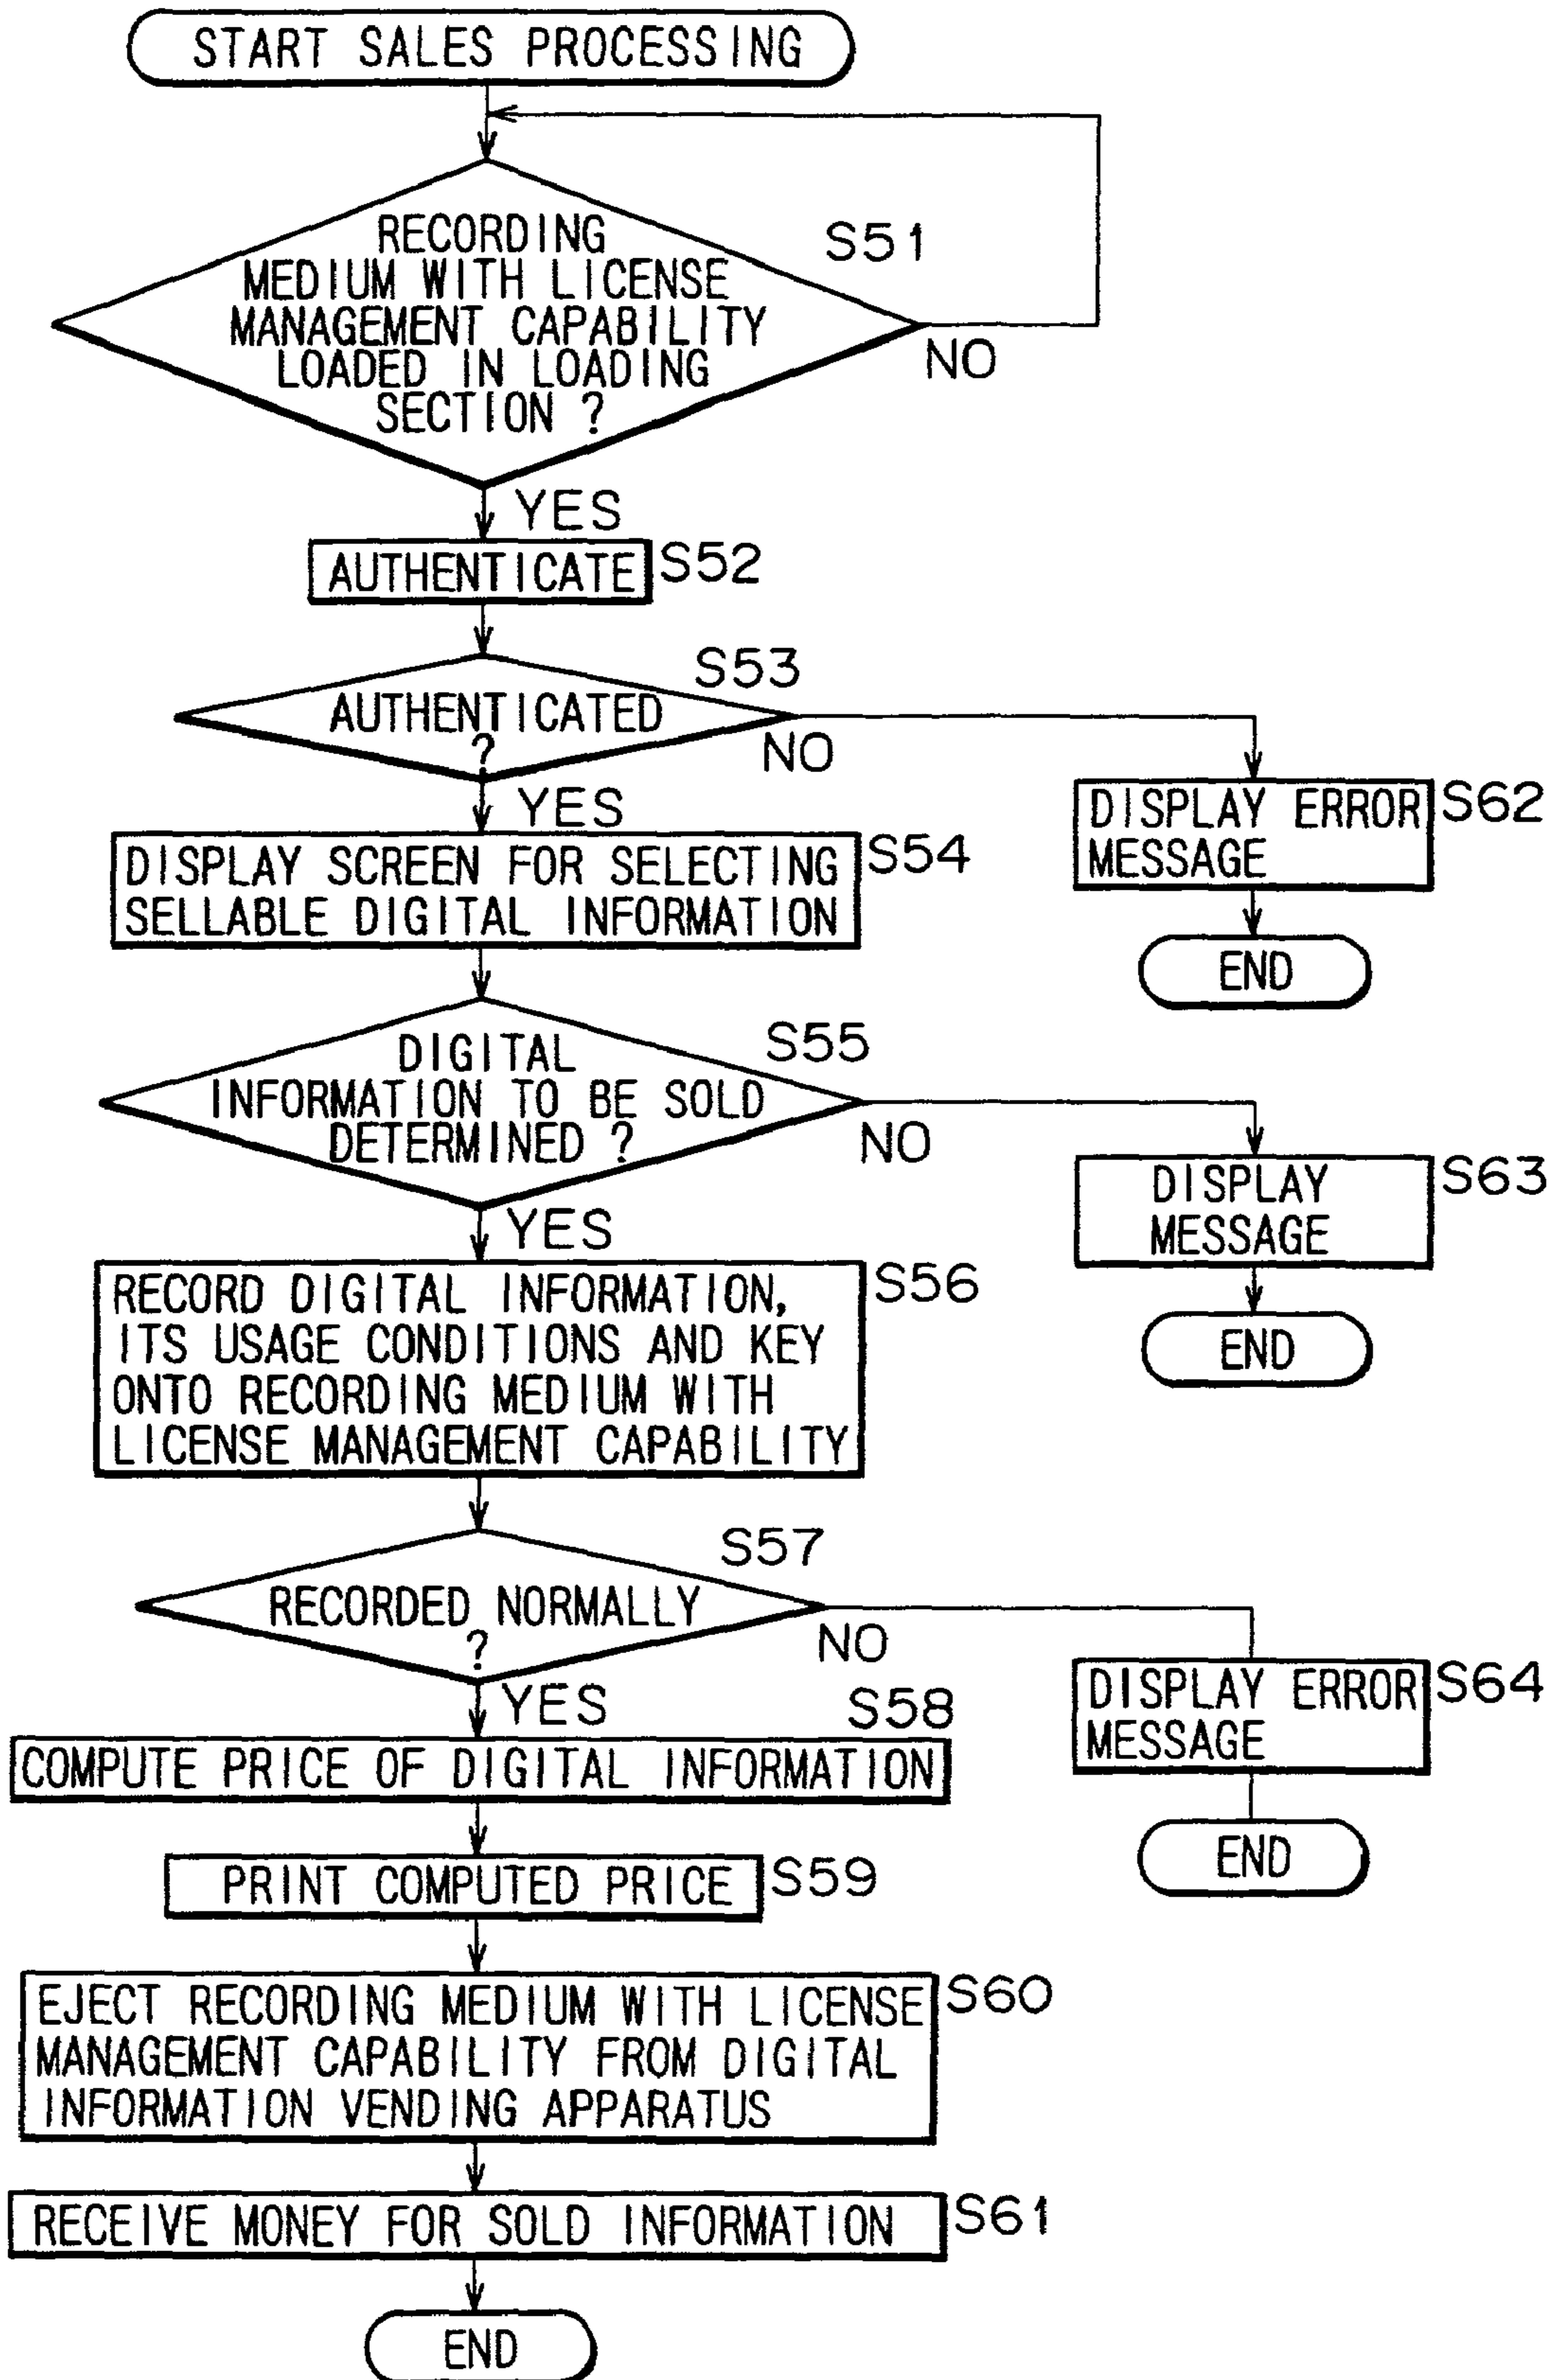 START SALES PROCESSING
RECORDING
MEDIUM WITH LICENSE
MANAGEMENT CAPABILITY
LOADED IN LOADING
SECTION ?
S51
NO
YES
AUTHENTICATE
S52
AUTHENTICATED
?
S53
NO
YES
DISPLAY ERROR
MESSAGE
S62
END
DISPLAY SCREEN FOR SELECTING
SELLABLE DIGITAL INFORMATION
S54
DIGITAL
INFORMATION TO BE SOLD
DETERMINED ?
S55
NO
YES
DISPLAY
MESSAGE
S63
END
RECORD DIGITAL INFORMATION,
ITS USAGE CONDITIONS AND KEY
ONTO RECORDING MEDIUM WITH
LICENSE MANAGEMENT CAPABILITY
S56
RECORDED NORMALLY
?
S57
NO
YES
DISPLAY ERROR
MESSAGE
S64
END
S58
COMPUTE PRICE OF DIGITAL INFORMATION
PRINT COMPUTED PRICE
S59
EJECT RECORDING MEDIUM WITH LICENSE
MANAGEMENT CAPABILITY FROM DIGITAL
INFORMATION VENDING APPARATUS
S60
RECEIVE MONEY FOR SOLD INFORMATION
S61
END